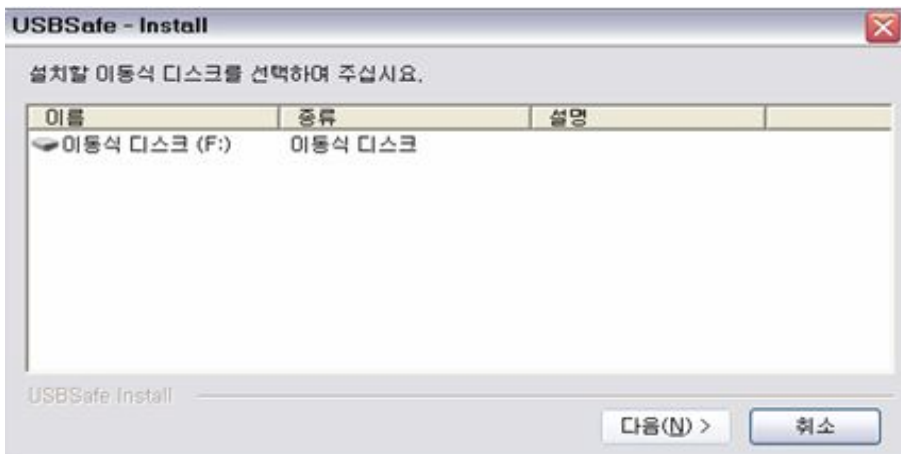 USBSafe - Install
설치할 이동식 디스크를 선택하여 주십시요.
이름 종류 설명
이동식 디스크 (F:) 이동식 디스크
USBSafe Install
다음(N) > 취소